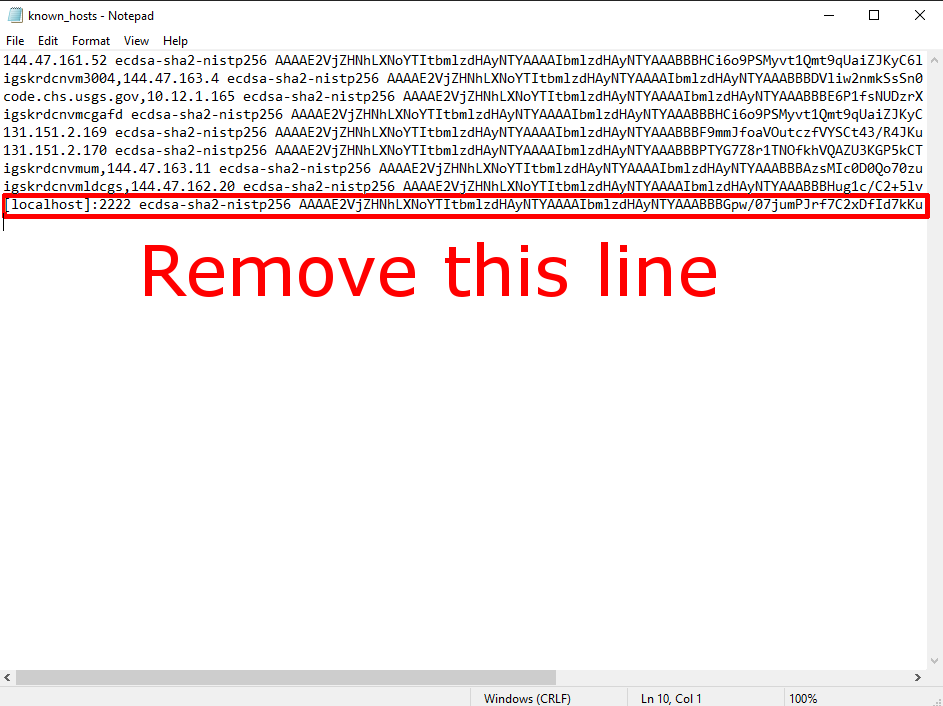 known_hosts - Notepad
File Edit Format View Help
144.47.161.52 ecdsa-sha2-nistp256 AAAAE2VjZHNhLXNoYTItbmlzdHAyNTYAAAAIbmlzdHAyNTYAAABBBHCi6o9PSMyvt1Qmt9qUaiZJKyC6l
igskrdcnvm3004,144.47.163.4 ecdsa-sha2-nistp256 AAAAE2VjZHNhLXNoYTItbmlzdHAyNTYAAAAIbmlzdHAyNTYAAABBBDVliw2nmkSsSn0
code.chs.usgs.gov,10.12.1.165 ecdsa-sha2-nistp256 AAAAE2VjZHNhLXNoYTItbmlzdHAyNTYAAAAIbmlzdHAyNTYAAABBBE6P1fsNUDzrX
igskrdcnvmcgafd ecdsa-sha2-nistp256 AAAAE2VjZHNhLXNoYTItbmlzdHAyNTYAAAAIbmlzdHAyNTYAAABBBHCi6o9PSMyvt1Qmt9qUaiZJKyC
131.151.2.169 ecdsa-sha2-nistp256 AAAAE2VjZHNhLXNoYTItbmlzdHAyNTYAAAAIbmlzdHAyNTYAAABBBF9mmJfoaVOutczfVYSCt43/R4JKu
131.151.2.170 ecdsa-sha2-nistp256 AAAAE2VjZHNhLXNoYTItbmlzdHAyNTYAAAAIbmlzdHAyNTYAAABBBPTYG7Z8r1TNOfkhVQAZU3KGP5kCT
igskrdcnvmum,144.47.163.11 ecdsa-sha2-nistp256 AAAAE2VjZHNhLXNoYTItbmlzdHAyNTYAAAAIbmlzdHAyNTYAAABBBAzsMIc0D0Qo70zu
igskrdcnvmldcgs,144.47.162.20 ecdsa-sha2-nistp256 AAAAE2VjZHNhLXNoYTItbmlzdHAyNTYAAAAIbmlzdHAyNTYAAABBBHug1c/C2+5lv
[localhost]:2222 ecdsa-sha2-nistp256 AAAAE2VjZHNhLXNoYTItbmlzdHAyNTYAAAAIbmlzdHAyNTYAAABBBGpw/07jumPJrf7C2xDfId7kKu
Remove this line
Windows (CRLF) Ln 10, Col 1 100%